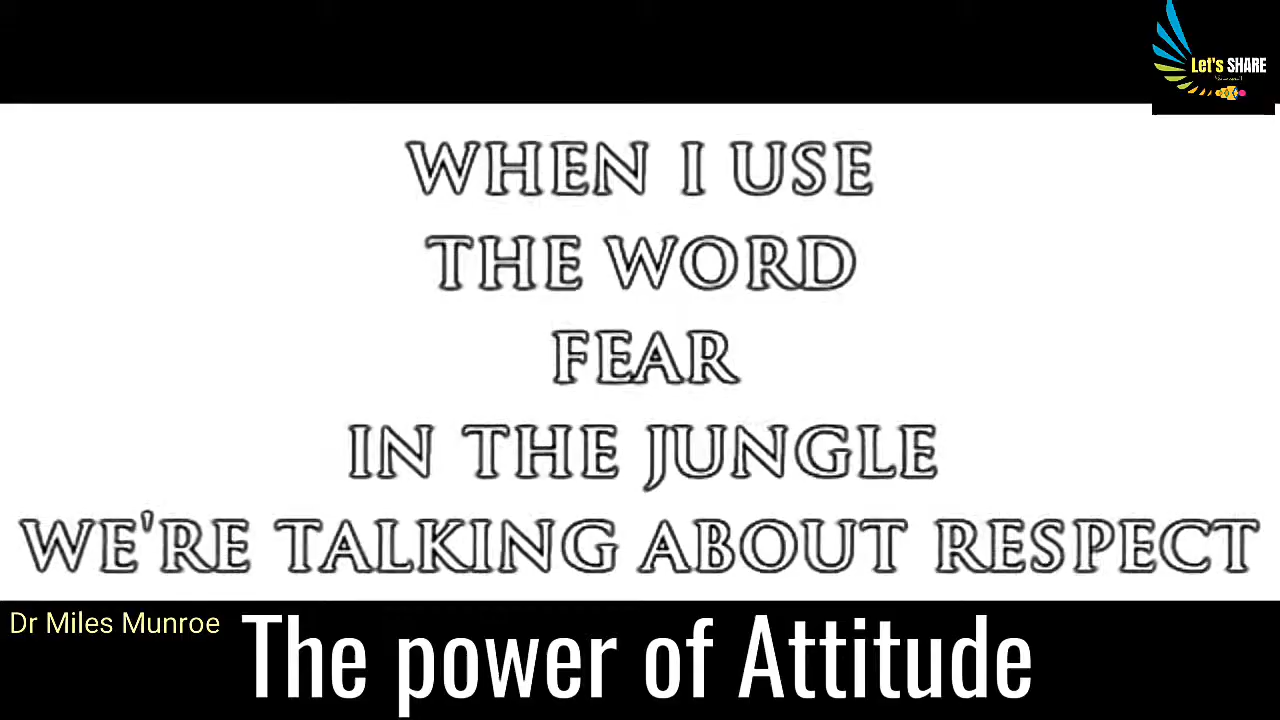 Let's SHARE
WHEN I USE
THE WORD
FEAR
IN THE JUNGLE
WE'RE TALKING ABOUT RESPECT
Dr Miles Munroe
The power of Attitude